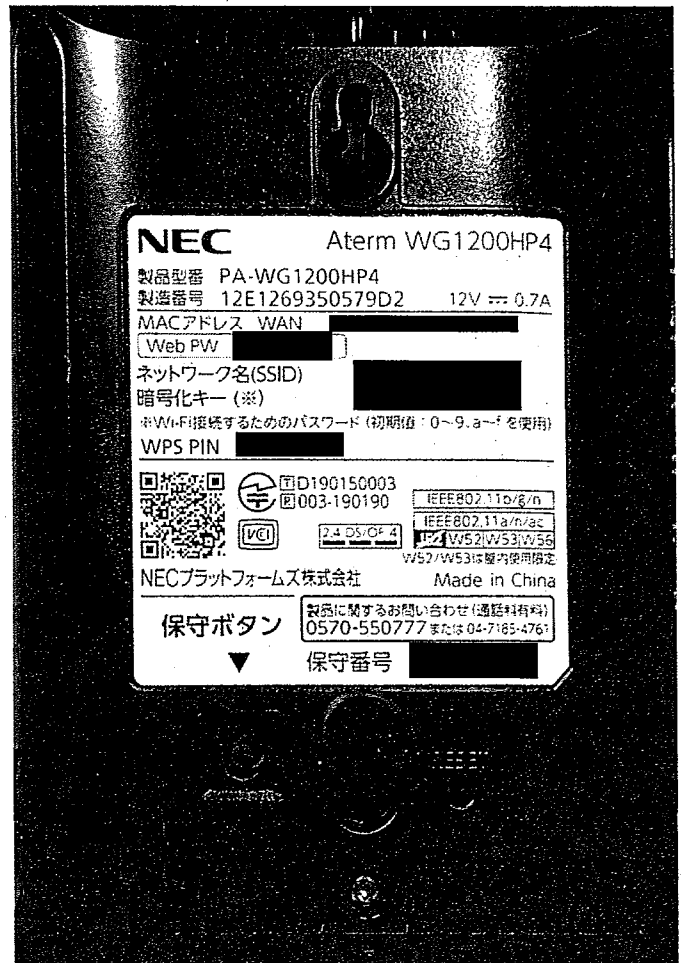 NEC Aterm WG1200HP4
製品型番 PA-WG1200HP4
製造番号 12E1269350579D2 12V ⎓ 0.7A
MACアドレス WAN
Web PW
ネットワーク名(SSID)
暗号化キー (※)
※Wi-Fi接続するためのパスワード (初期値：0~9、a~fを使用)
WPS PIN
T D190150003
R 003-190190
IEEE802.11b/g/n
VCI
2.4 DS/OF 4
IEEE802.11a/n/ac
J52 W52 W53 W56
W52/W53は屋内使用限定
NECプラットフォームズ株式会社 Made in China
保守ボタン
製品に関するお問い合わせ(通話料有料)
0570-550777 または 04-7185-4761
▼ 保守番号